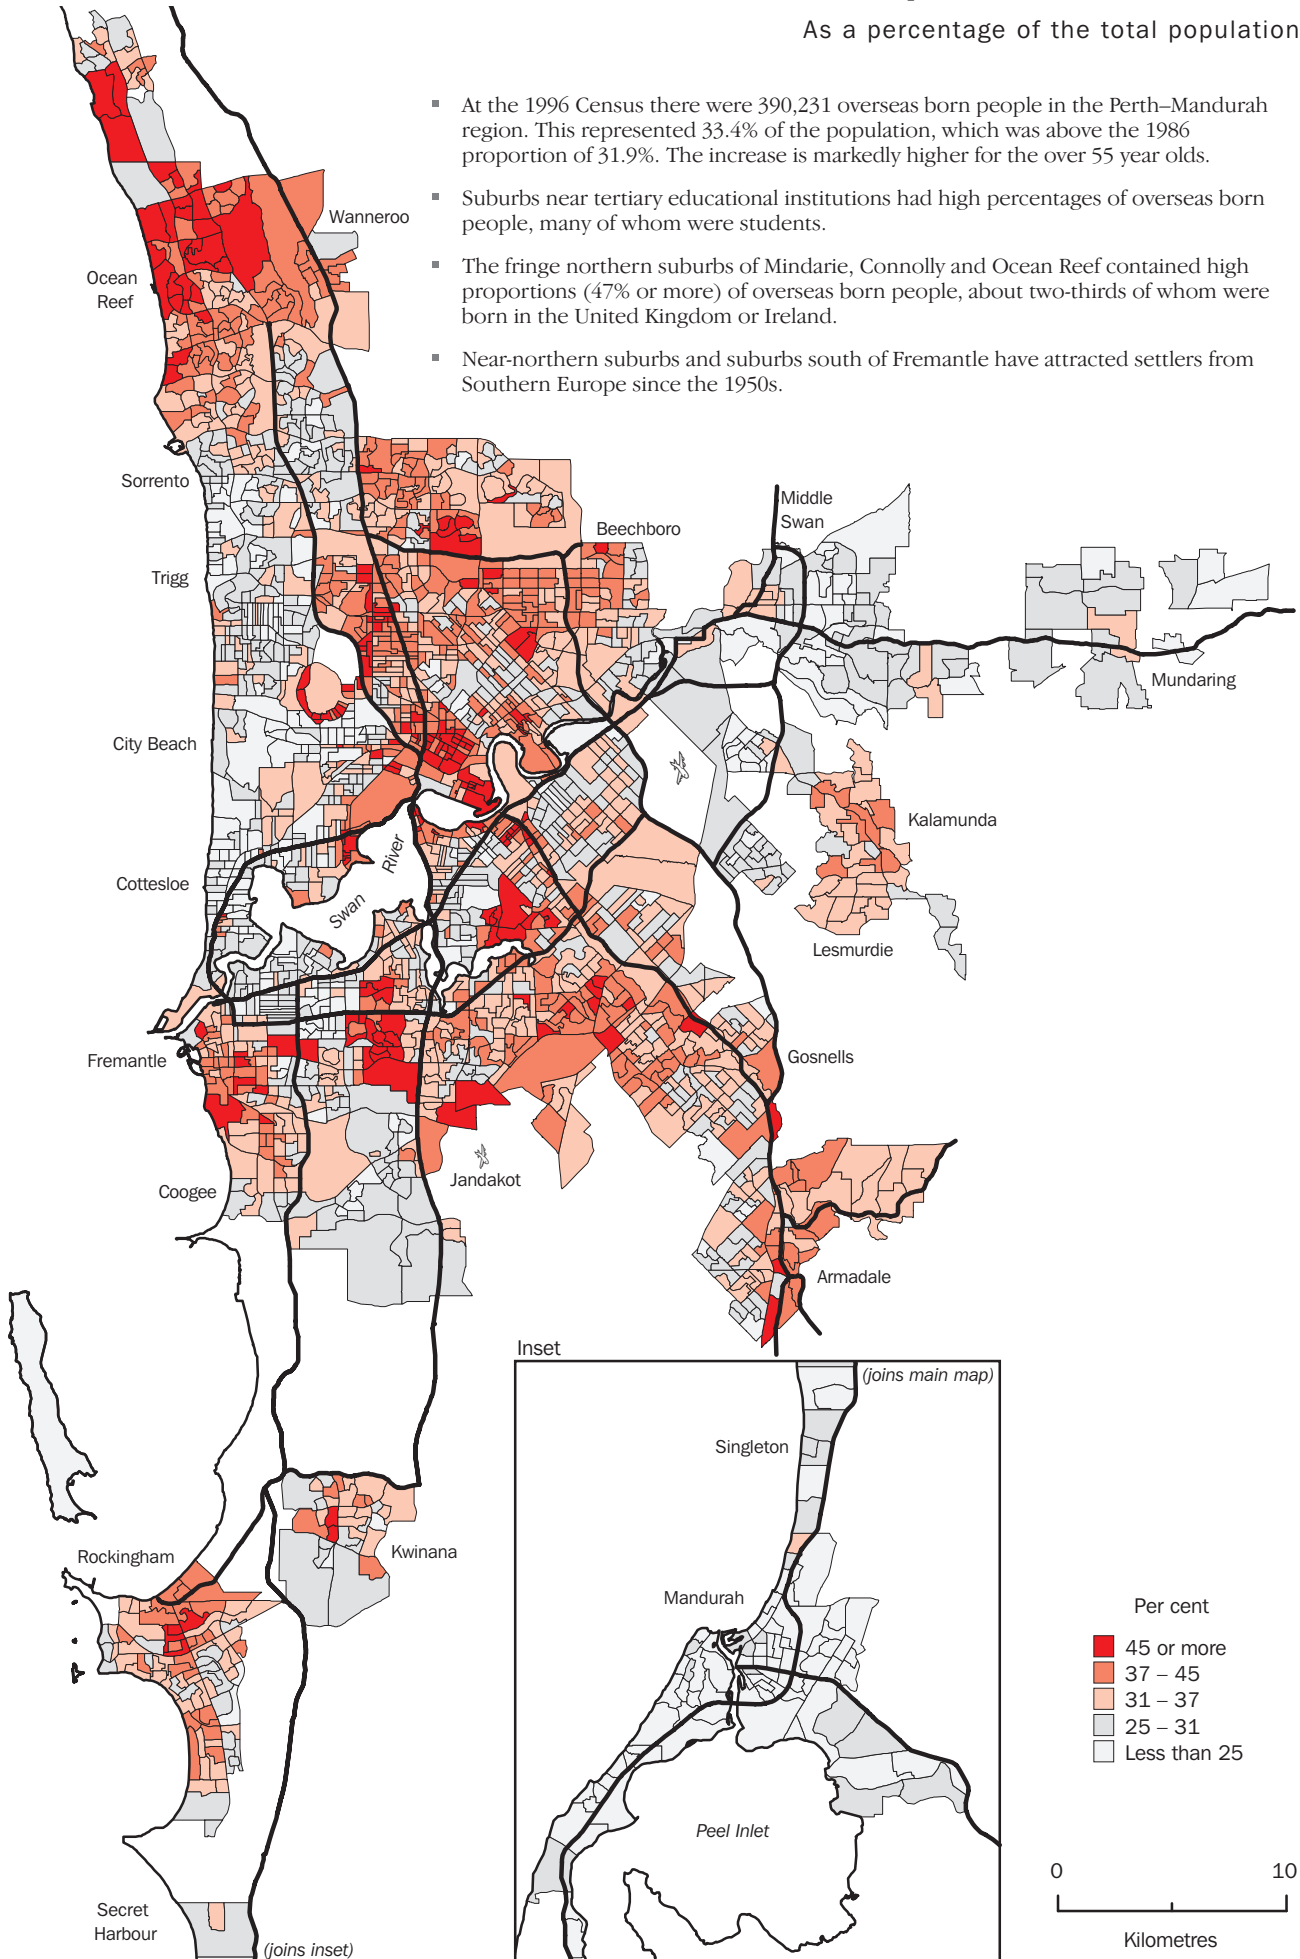 As a percentage of the total population
▪ At the 1996 Census there were 390,231 overseas born people in the Perth–Mandurah
region. This represented 33.4% of the population, which was above the 1986
proportion of 31.9%. The increase is markedly higher for the over 55 year olds.
▪ Suburbs near tertiary educational institutions had high percentages of overseas born
people, many of whom were students.
▪ The fringe northern suburbs of Mindarie, Connolly and Ocean Reef contained high
proportions (47% or more) of overseas born people, about two-thirds of whom were
born in the United Kingdom or Ireland.
▪ Near-northern suburbs and suburbs south of Fremantle have attracted settlers from
Southern Europe since the 1950s.
Wanneroo
Ocean
Reef
Sorrento
Middle
Swan
Beechboro
Trigg
Mundaring
City Beach
Kalamunda
River
Swan
Cottesloe
Lesmurdie
Fremantle
Gosnells
Jandakot
Coogee
Armadale
Inset
(joins main map)
Singleton
Kwinana
Rockingham
Mandurah
Peel Inlet
Secret
Harbour
(joins inset)
Per cent
45 or more
37 – 45
31 – 37
25 – 31
Less than 25
0 10
Kilometres